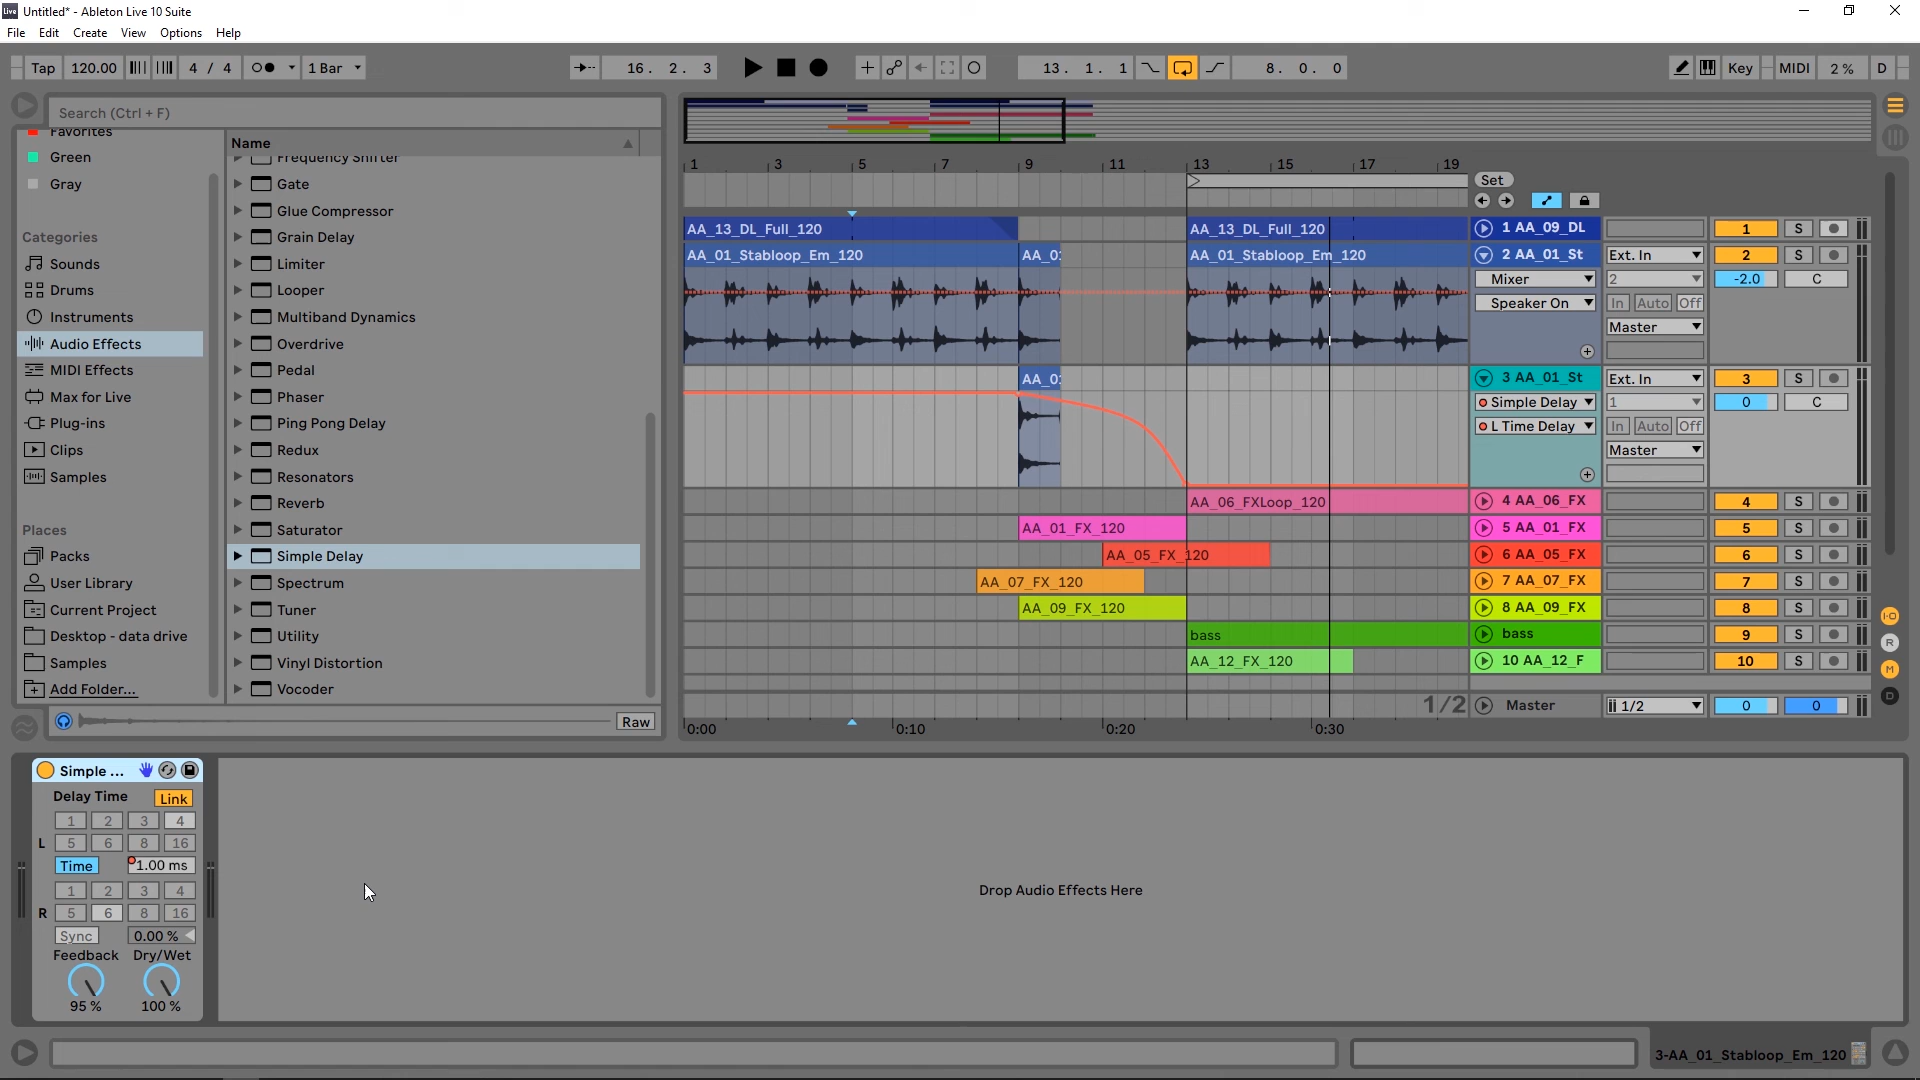 Live Untitled* - Ableton Live 10 Suite
File Edit Create View Options Help
Tap 120.00 4 / 4 1 Bar 16. 2. 3 13. 1. 1 8. 0. 0 Key MIDI 2 % D
Search (Ctrl + F)
Favorites
Green
Gray
Categories
Sounds
Drums
Instruments
Audio Effects
MIDI Effects
Max for Live
Plug-ins
Clips
Samples
Places
Packs
User Library
Current Project
Desktop - data drive
Samples
Add Folder...
Name
Frequency Shifter
Gate
Glue Compressor
Grain Delay
Limiter
Looper
Multiband Dynamics
Overdrive
Pedal
Phaser
Ping Pong Delay
Redux
Resonators
Reverb
Saturator
Simple Delay
Spectrum
Tuner
Utility
Vinyl Distortion
Vocoder
Raw
1 3 5 7 9 11 13 15 17 19
Set
AA_13_DL_Full_120 AA_13_DL_Full_120 1 AA_09_DL 1 S
AA_01_Stabloop_Em_120 AA_0 AA_01_Stabloop_Em_120 2 AA_01_St Ext. In 2 S
Mixer 2 -2.0 C
Speaker On In Auto Off
Master
AA_0 3 AA_01_St Ext. In 3 S
Simple Delay 1 0 C
L Time Delay In Auto Off
Master
AA_06_FXLoop_120 4 AA_06_FX 4 S
AA_01_FX_120 5 AA_01_FX 5 S
AA_05_FX_120 6 AA_05_FX 6 S
AA_07_FX_120 7 AA_07_FX 7 S
AA_09_FX_120 8 AA_09_FX 8 S
bass bass 9 S
AA_12_FX_120 10 AA_12_F 10 S
1/2 Master 1/2 0 0
0:00 0:10 0:20 0:30
I·O
R
M
D
Simple ...
Delay Time Link
1 2 3 4
L 5 6 8 16
Time 1.00 ms
1 2 3 4
R 5 6 8 16
Sync 0.00 %
Feedback Dry/Wet
95 % 100 %
Drop Audio Effects Here
3-AA_01_Stabloop_Em_120